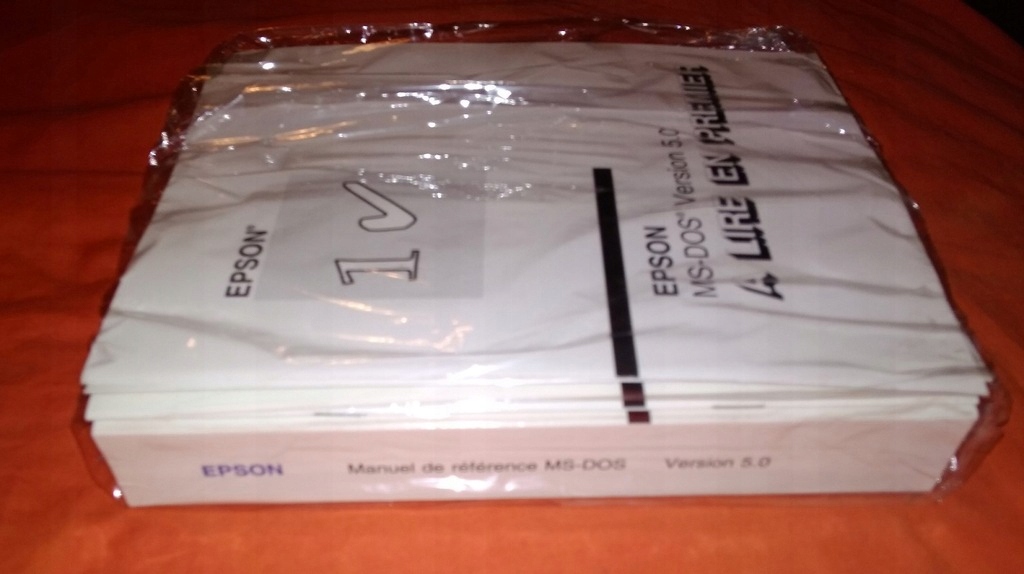 EPSON®
1
EPSON
MS-DOS® Version 5.0
A LIRE EN PREMIER
EPSON Manuel de référence MS-DOS Version 5.0